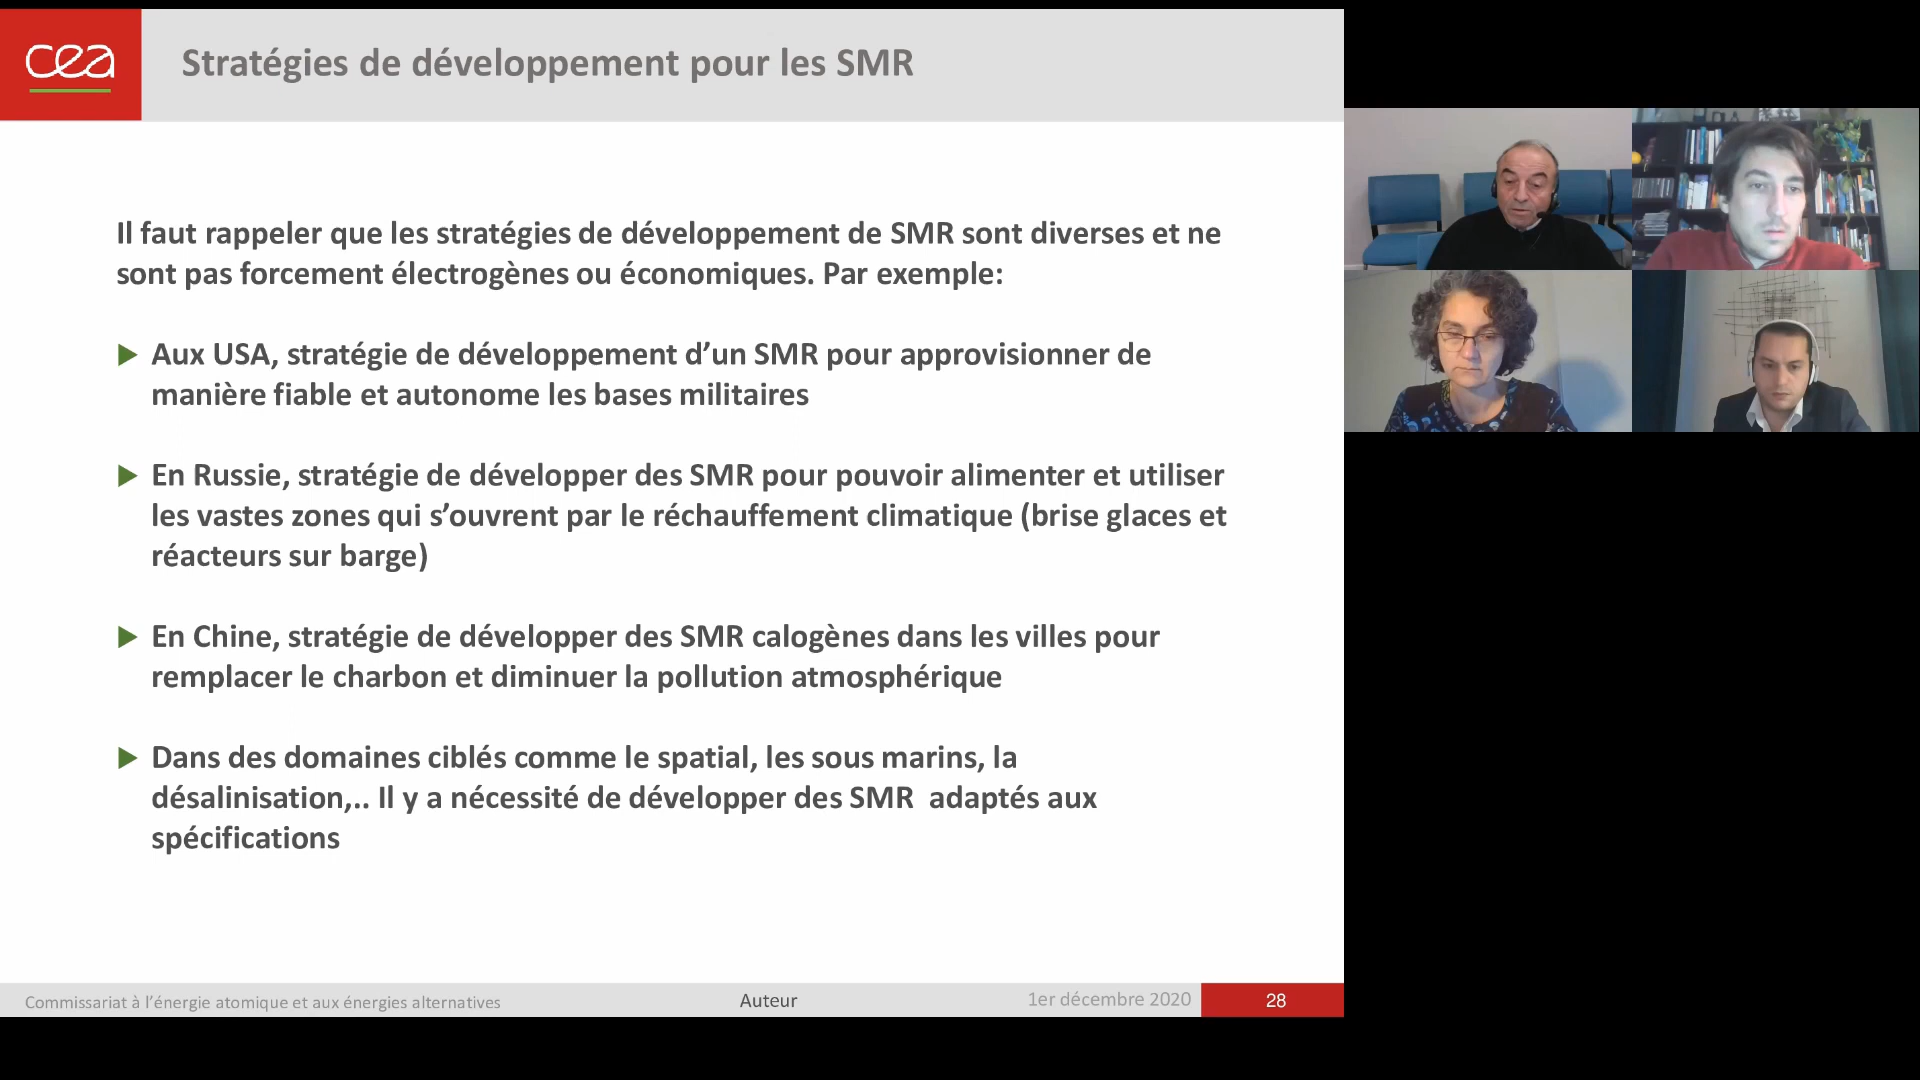 cea
Stratégies de développement pour les SMR
Il faut rappeler que les stratégies de développement de SMR sont diverses et ne
sont pas forcement électrogènes ou économiques. Par exemple:
Aux USA, stratégie de développement d’un SMR pour approvisionner de
manière fiable et autonome les bases militaires
En Russie, stratégie de développer des SMR pour pouvoir alimenter et utiliser
les vastes zones qui s’ouvrent par le réchauffement climatique (brise glaces et
réacteurs sur barge)
En Chine, stratégie de développer des SMR calogènes dans les villes pour
remplacer le charbon et diminuer la pollution atmosphérique
Dans des domaines ciblés comme le spatial, les sous marins, la
désalinisation,.. Il y a nécessité de développer des SMR  adaptés aux
spécifications
Commissariat à l’énergie atomique et aux énergies alternatives
Auteur
1er décembre 2020
28